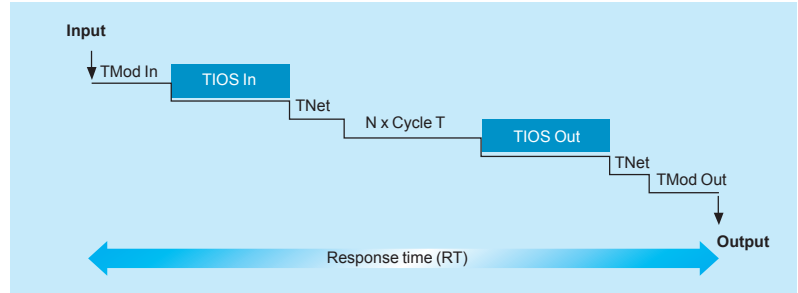 Input
TMod In
TIOS In
TNet
N x Cycle T
TIOS Out
TNet
TMod Out
Output
Response time (RT)